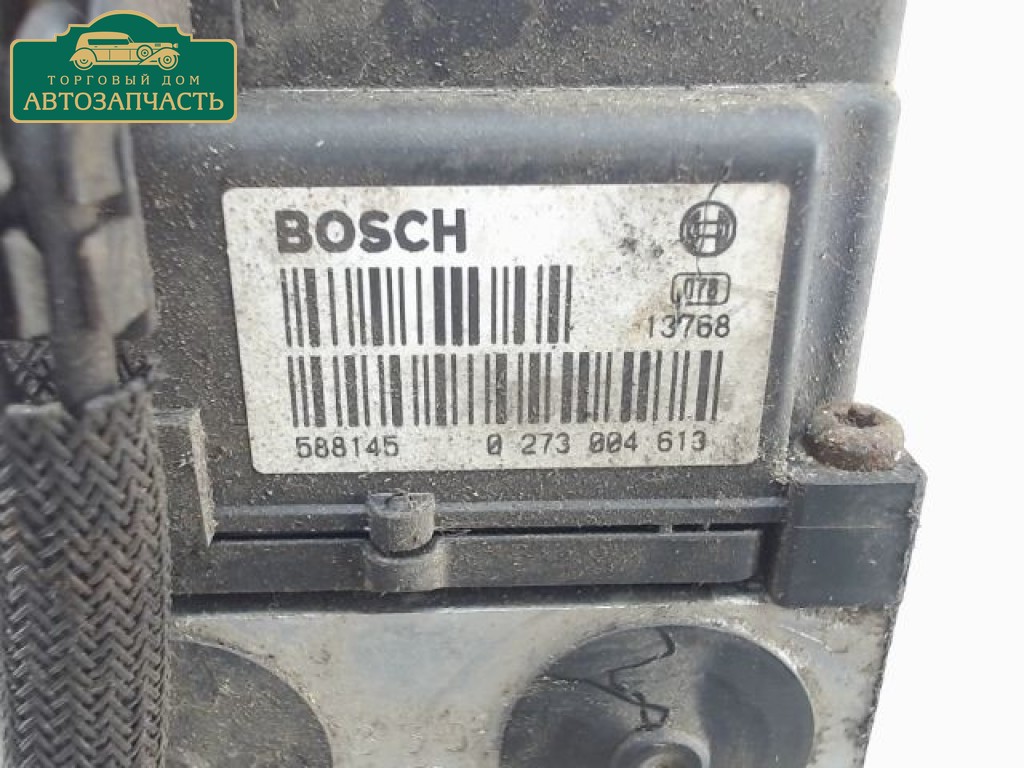 ТОРГОВЫЙ ДОМ
АВТОЗАПЧАСТЬ
BOSCH
078
13768
588145 0 273 004 613